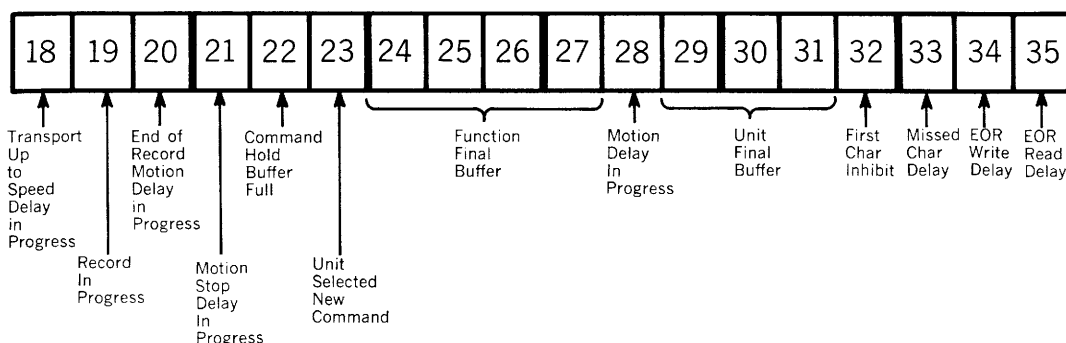 18 19 20 21 22 23 24 25 26 27 28 29 30 31 32 33 34 35
Transport
Up
to
Speed
Delay
in
Progress
Record
In
Progress
End of
Record
Motion
Delay
in
Progress
Motion
Stop
Delay
In
Progress
Command
Hold
Buffer
Full
Unit
Selected
New
Command
Function
Final
Buffer
Motion
Delay
In
Progress
Unit
Final
Buffer
First
Char
Inhibit
Missed
Char
Delay
EOR
Write
Delay
EOR
Read
Delay